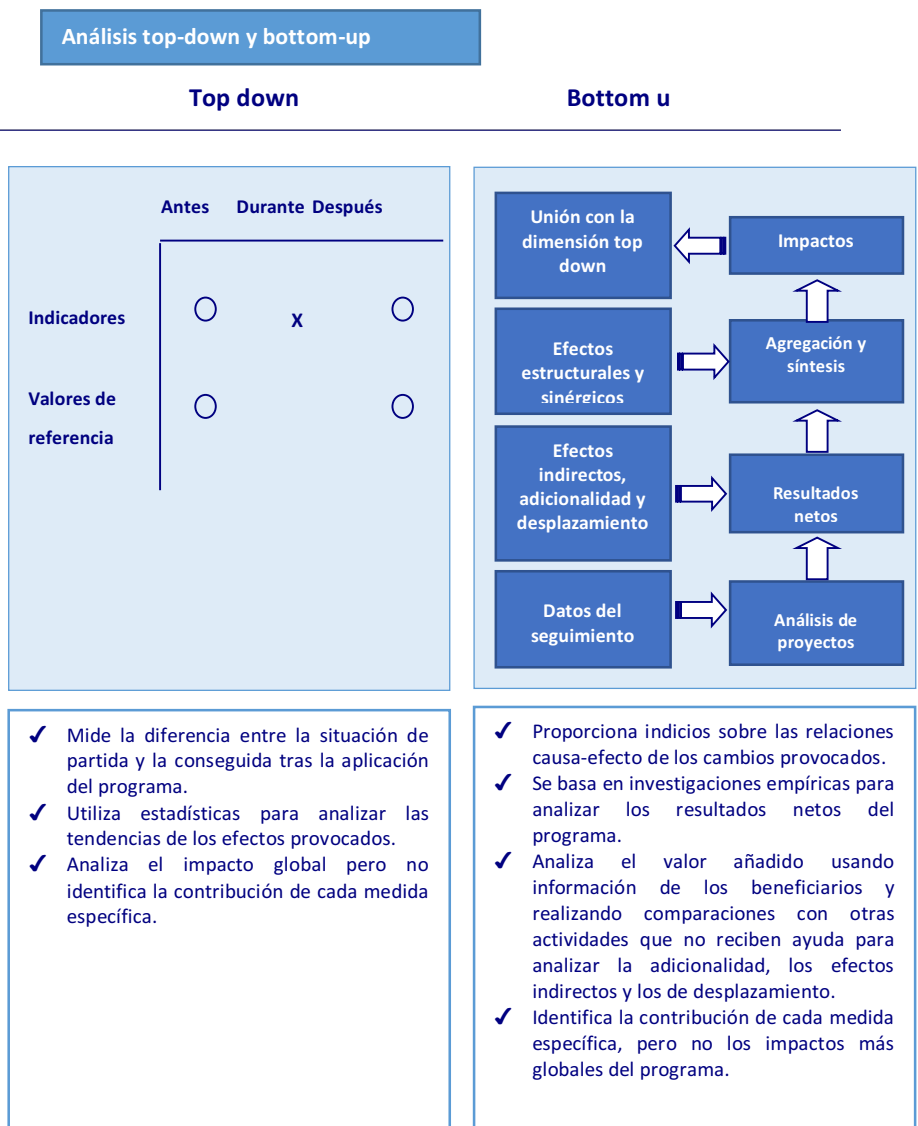 Análisis top-down y bottom-up
Top down
Bottom u
Antes Durante Después
Indicadores
X
Valores de
referencia
Unión con la
dimensión top
down
Impactos
Efectos
estructurales y
sinérgicos
Agregación y
síntesis
Efectos
indirectos,
adicionalidad y
desplazamiento
Resultados
netos
Datos del
seguimiento
Análisis de
proyectos
✔ Mide la diferencia entre la situación de
partida y la conseguida tras la aplicación
del programa.
✔ Utiliza estadísticas para analizar las
tendencias de los efectos provocados.
✔ Analiza el impacto global pero no
identifica la contribución de cada medida
específica.
✔ Proporciona indicios sobre las relaciones
causa-efecto de los cambios provocados.
✔ Se basa en investigaciones empíricas para
analizar los resultados netos del
programa.
✔ Analiza el valor añadido usando
información de los beneficiarios y
realizando comparaciones con otras
actividades que no reciben ayuda para
analizar la adicionalidad, los efectos
indirectos y los de desplazamiento.
✔ Identifica la contribución de cada medida
específica, pero no los impactos más
globales del programa.